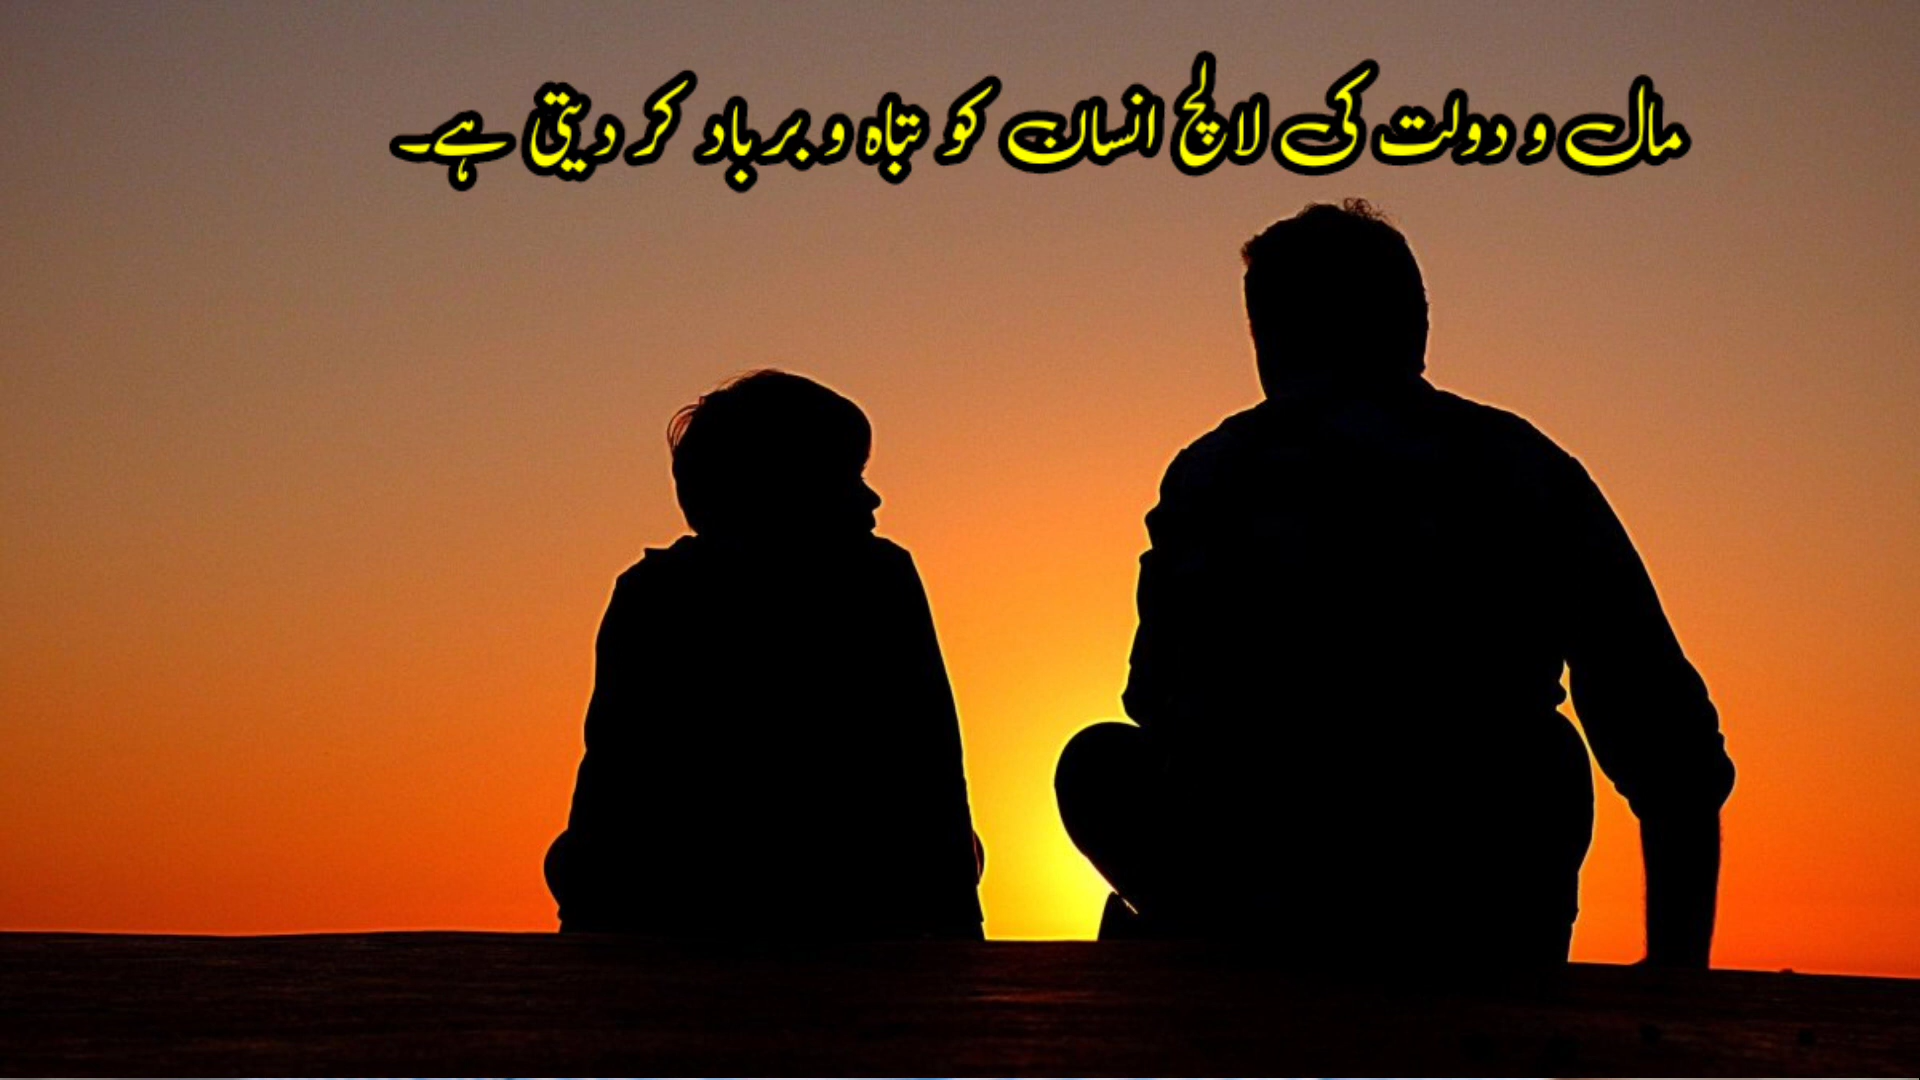 مال و دولت کی لالچ انسان کو تباہ و برباد کر دیتی ہے۔